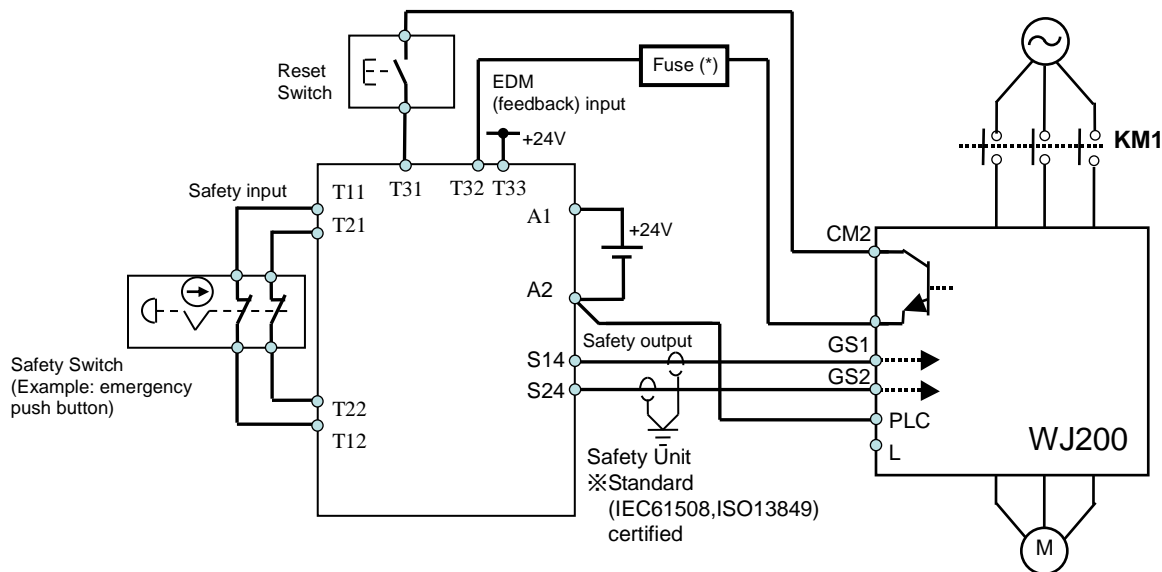 Reset
Switch
EDM
(feedback) input
Fuse (*)
+24V
KM1
Safety input
T11
T31
T32
T33
T21
A1
+24V
CM2
A2
Safety output
S14
GS1
S24
GS2
Safety Switch
(Example: emergency
push button)
T22
T12
PLC
L
WJ200
Safety Unit
※Standard
(IEC61508,ISO13849)
certified
M